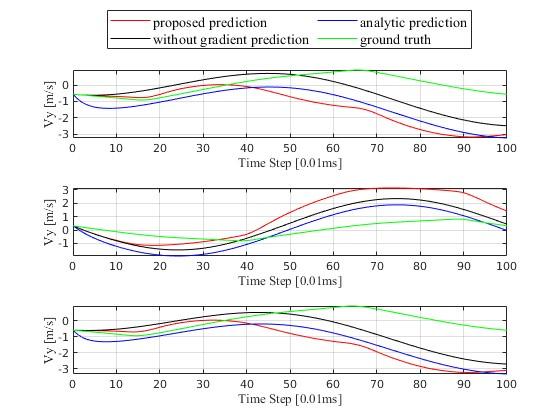 proposed prediction analytic prediction
without gradient prediction ground truth
Vy [m/s]
0
-1
-2
-3
0 10 20 30 40 50 60 70 80 90 100
Time Step [0.01ms]
Vy [m/s]
3
2
1
0
-1
0 10 20 30 40 50 60 70 80 90 100
Time Step [0.01ms]
Vy [m/s]
0
-1
-2
-3
0 10 20 30 40 50 60 70 80 90 100
Time Step [0.01ms]